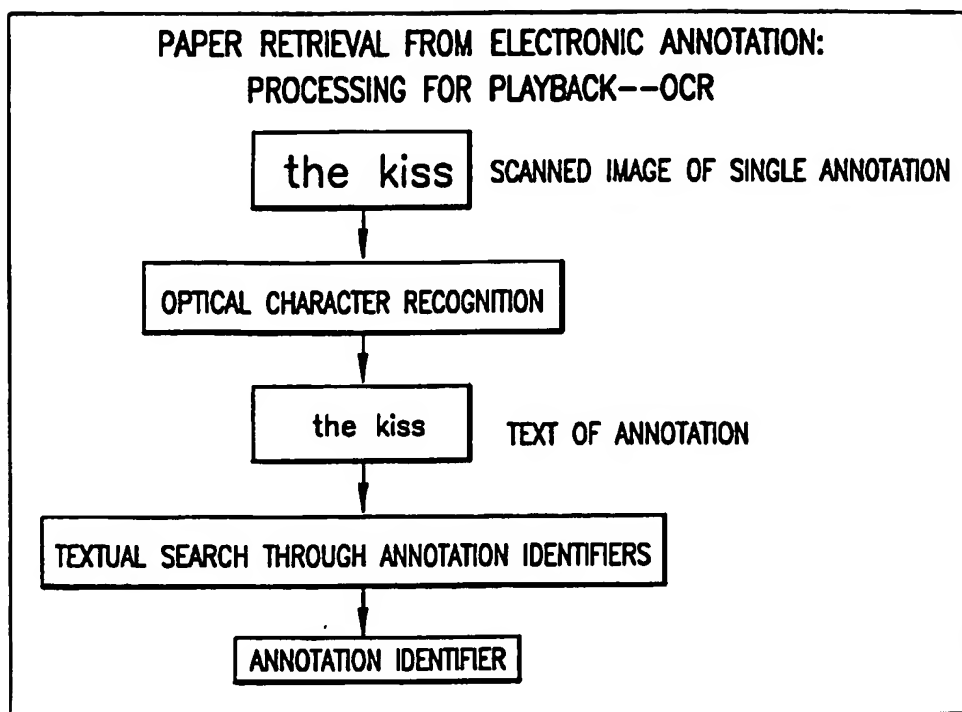 PAPER RETRIEVAL FROM ELECTRONIC ANNOTATION:
PROCESSING FOR PLAYBACK--OCR
the kiss SCANNED IMAGE OF SINGLE ANNOTATION
OPTICAL CHARACTER RECOGNITION
the kiss TEXT OF ANNOTATION
TEXTUAL SEARCH THROUGH ANNOTATION IDENTIFIERS
ANNOTATION IDENTIFIER